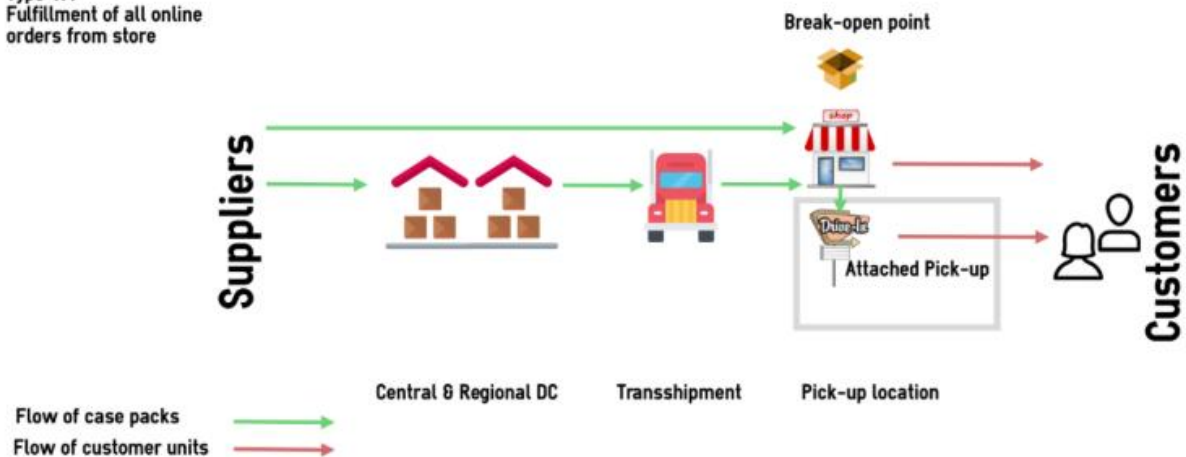 Fulfillment of all online
orders from store
Break-open point
shop
Suppliers
Drive-In
Attached Pick-up
Customers
Central & Regional DC
Transshipment
Pick-up location
Flow of case packs
Flow of customer units